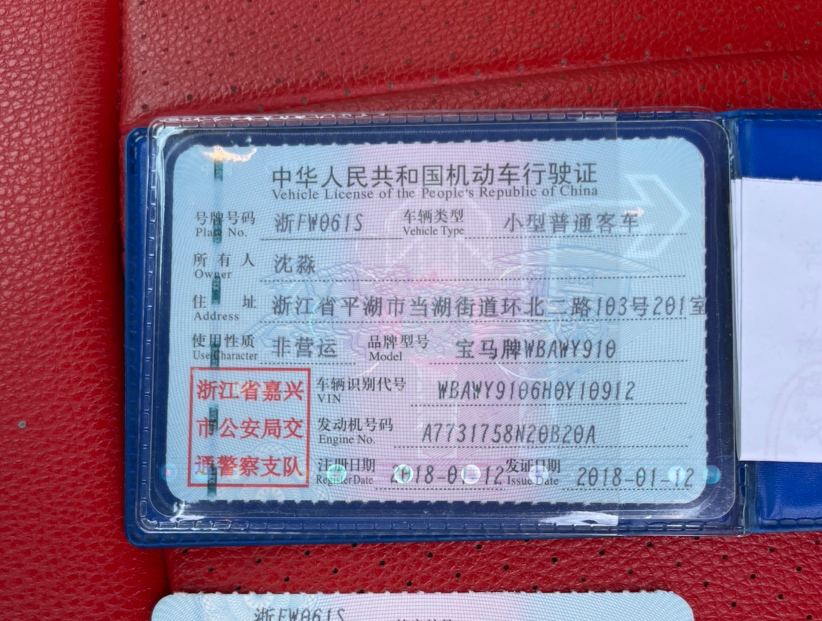 中华人民共和国机动车行驶证
Vehicle License of the People's Republic of China
号牌号码 浙FW061S 车辆类型 小型普通客车
Plate No. Vehicle Type
所有人 沈淼
Owner
住址 浙江省平湖市当湖街道环北二路103号201室
Address
使用性质 非营运 品牌型号 宝马牌WBAWY910
Use Character Model
浙江省嘉兴
市公安局交
通警察支队
车辆识别代号 WBAWY9106H0Y10912
VIN
发动机号码 A7731758N20B20A
Engine No.
注册日期 2018-01-12 发证日期 2018-01-12
Register Date Issue Date
浙FW061S